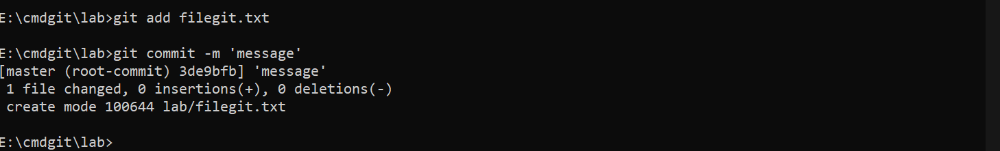 E:\cmdgit\lab>git add filegit.txt
E:\cmdgit\lab>git commit -m 'message'
[master (root-commit) 3de9bfb] 'message'
 1 file changed, 0 insertions(+), 0 deletions(-)
 create mode 100644 lab/filegit.txt
E:\cmdgit\lab>